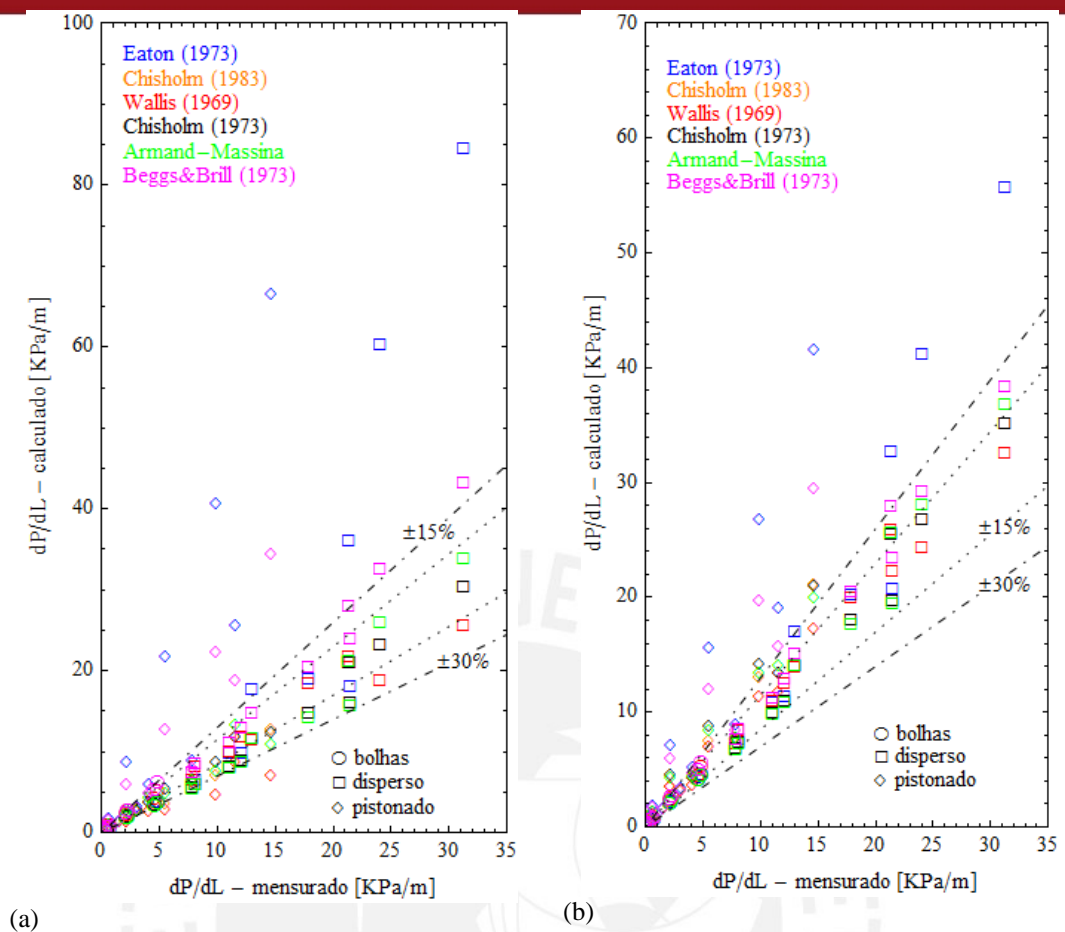 100
80
60
40
20
0
0
5
10
15
20
25
30
35
Eaton (1973)
Chisholm (1983)
Wallis (1969)
Chisholm (1973)
Armand−Massina
Beggs&Brill (1973)
±15%
±30%
bolhas
disperso
pistonado
dP/dL − calculado [KPa/m]
dP/dL − mensurado [KPa/m]
(a)
70
60
50
40
30
20
10
0
0
5
10
15
20
25
30
35
Eaton (1973)
Chisholm (1983)
Wallis (1969)
Chisholm (1973)
Armand−Massina
Beggs&Brill (1973)
±15%
±30%
bolhas
disperso
pistonado
dP/dL − calculado [KPa/m]
dP/dL − mensurado [KPa/m]
(b)